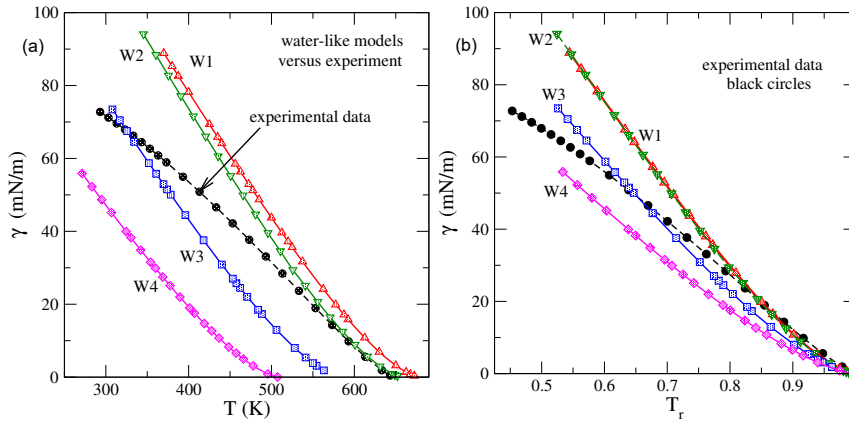 (a)
water-like models
versus experiment
W2
W1
experimental data
W3
W4
γ (mN/m)
100
80
60
40
20
0
300
400
500
600
T (K)
(b)
W2
experimental data
black circles
W3
W1
W4
γ (mN/m)
100
80
60
40
20
0
0.5
0.6
0.7
0.8
0.9
Tr